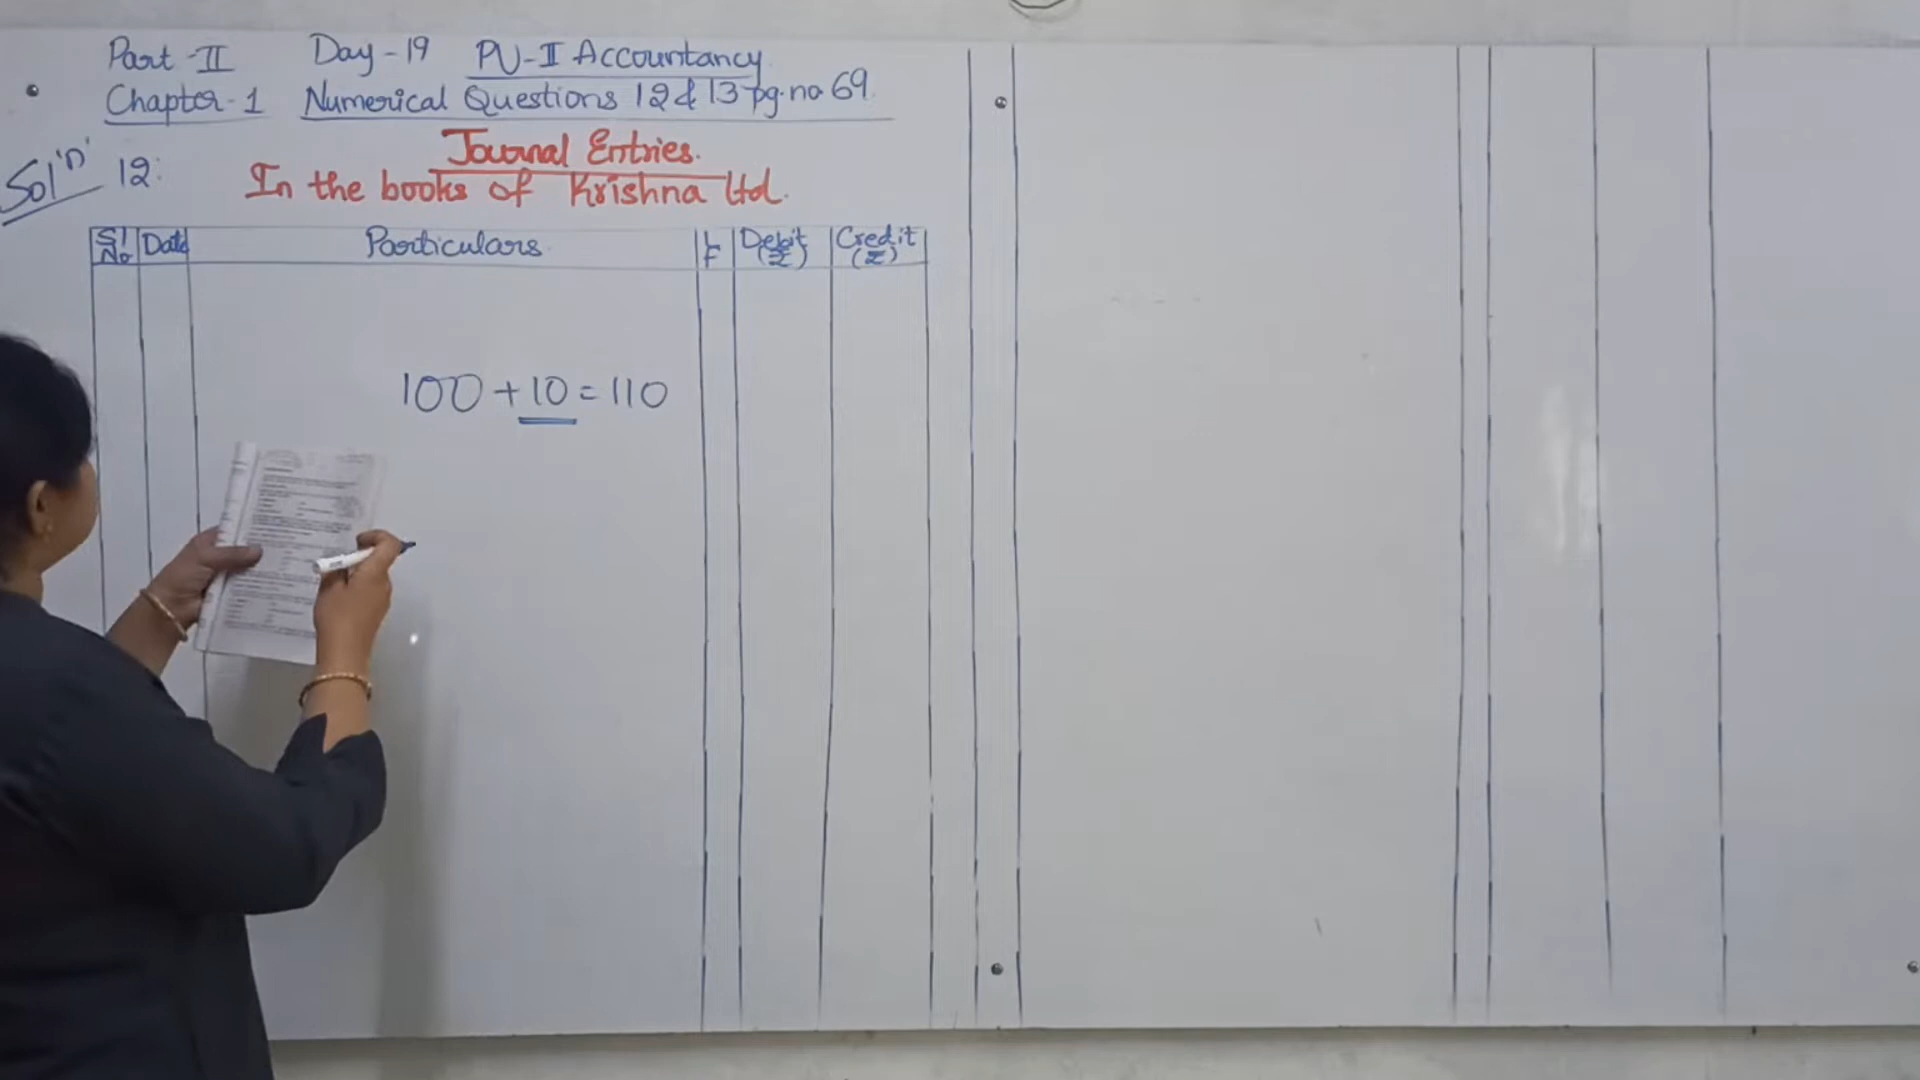 Part-II Day-19 PU-II Accountancy
Chapter-1 Numerical Questions 12 & 13 pg.no 69.
Sol'n' 12: Journal Entries.
In the books of Krishna Ltd.
Sl No Date Particulars LF Debit (₹) Credit (₹)
100 + 10 = 110